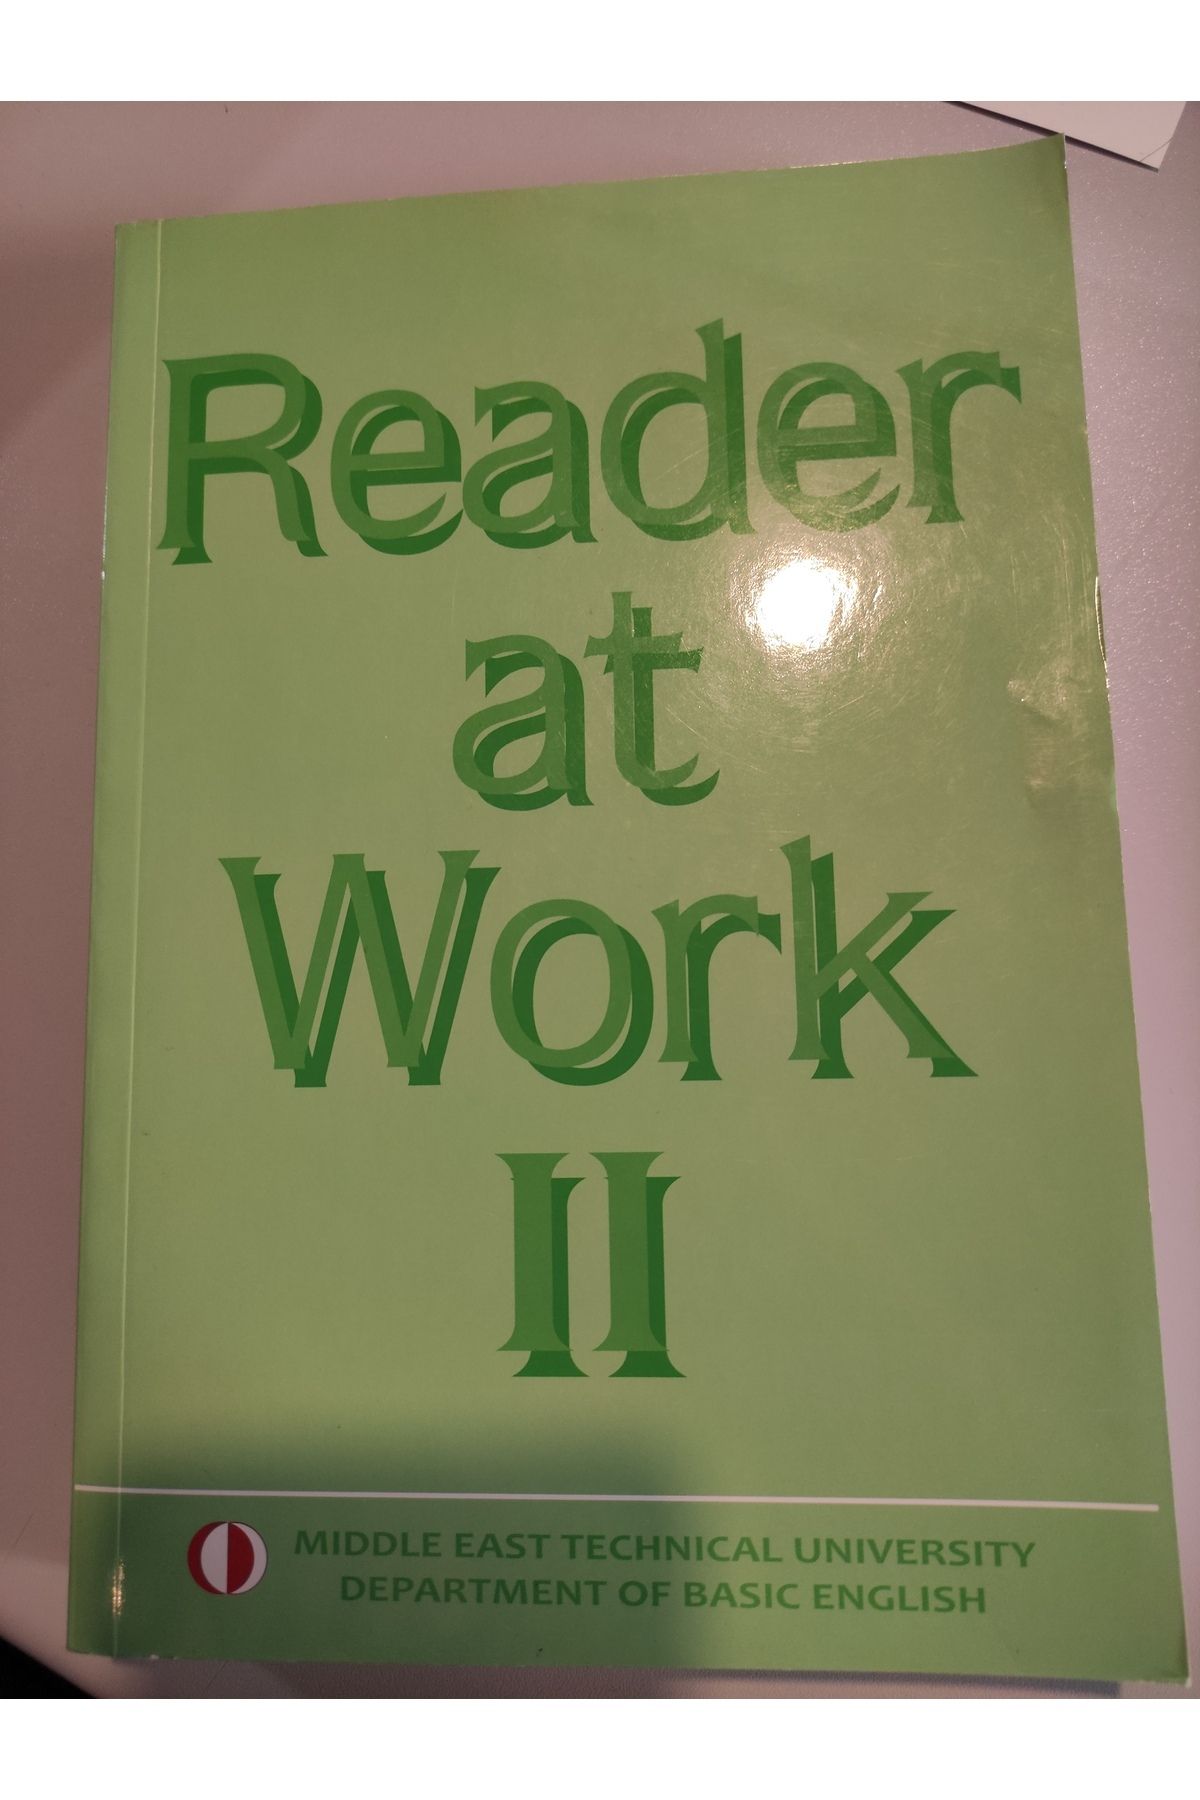 Reader
at
Work
II
MIDDLE EAST TECHNICAL UNIVERSITY
DEPARTMENT OF BASIC ENGLISH